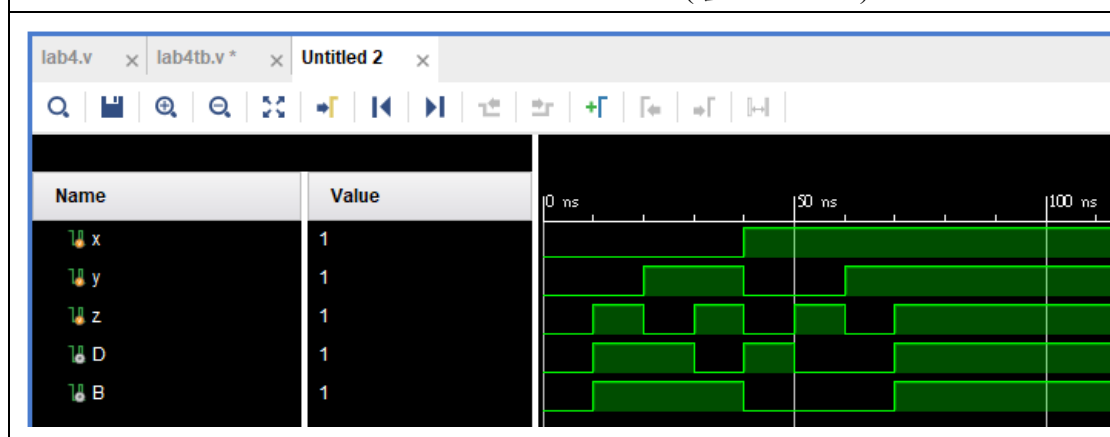 lab4.v × lab4tb.v * × Untitled 2 ×
Name Value
0 ns 50 ns 100 ns
x 1
y 1
z 1
D 1
B 1